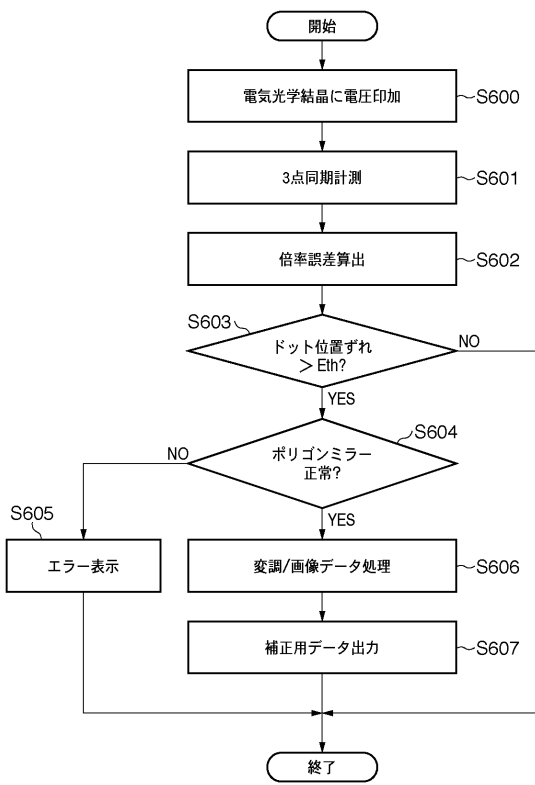 開始
電気光学結晶に電圧印加
S600
3点同期計測
S601
倍率誤差算出
S602
S603
ドット位置ずれ
＞Eth?
NO
YES
S604
ポリゴンミラー
正常?
NO
YES
S605
エラー表示
変調/画像データ処理
S606
補正用データ出力
S607
終了